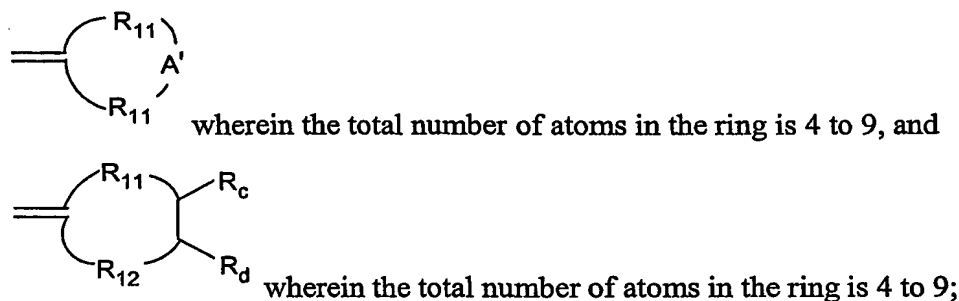 R11
A'
R11 wherein the total number of atoms in the ring is 4 to 9, and
R11 Rc
R12 Rd wherein the total number of atoms in the ring is 4 to 9;